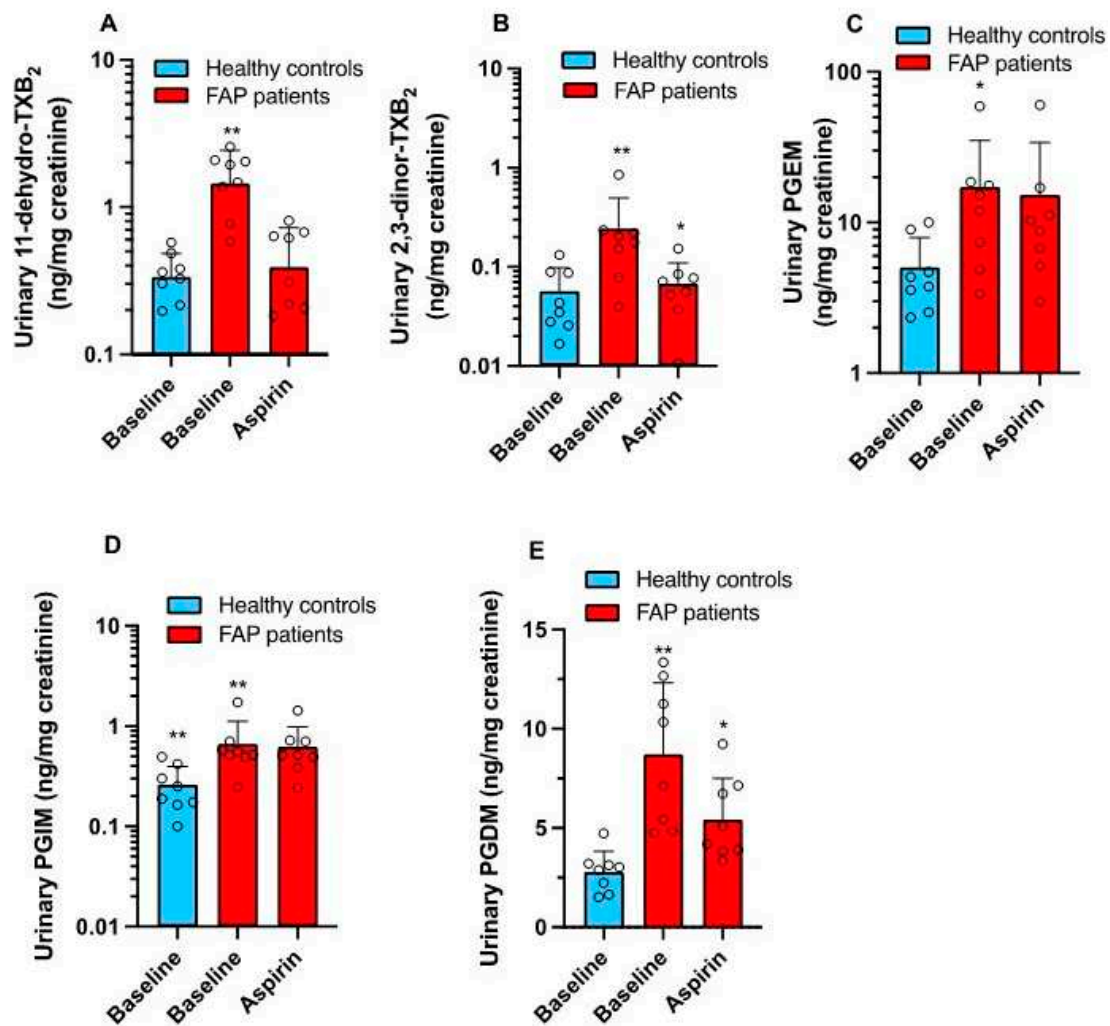 A
Healthy controls
FAP patients
Urinary 11-dehydro-TXB2
(ng/mg creatinine)
10
1
0.1
**
Baseline
Baseline
Aspirin
B
Healthy controls
FAP patients
Urinary 2,3-dinor-TXB2
(ng/mg creatinine)
10
1
0.1
0.01
**
*
Baseline
Baseline
Aspirin
C
Healthy controls
FAP patients
Urinary PGEM
(ng/mg creatinine)
100
10
1
*
Baseline
Baseline
Aspirin
D
Healthy controls
FAP patients
Urinary PGIM (ng/mg creatinine)
10
1
0.1
0.01
**
**
Baseline
Baseline
Aspirin
E
Healthy controls
FAP patients
Urinary PGDM (ng/mg creatinine)
15
10
5
0
**
*
Baseline
Baseline
Aspirin